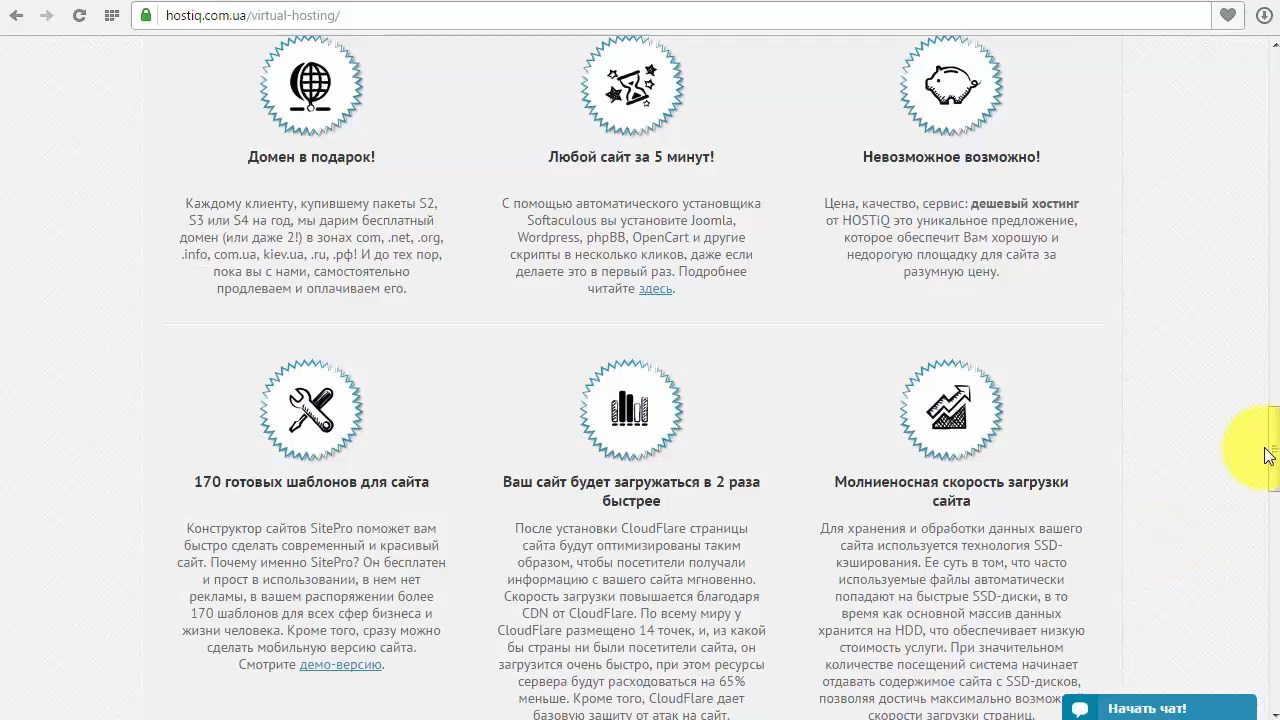 hostiq.com.ua/virtual-hosting/
Домен в подарок!
Каждому клиенту, купившему пакеты S2,
S3 или S4 на год, мы дарим бесплатный
домен (или даже 2!) в зонах com, .net, .org,
.info, com.ua, kiev.ua, .ru, .рф! И до тех пор,
пока вы с нами, самостоятельно
продлеваем и оплачиваем его.
Любой сайт за 5 минут!
С помощью автоматического установщика
Softaculous вы установите Joomla,
Wordpress, phpBB, OpenCart и другие
скрипты в несколько кликов, даже если
делаете это в первый раз. Подробнее
читайте здесь.
Невозможное возможно!
Цена, качество, сервис: дешевый хостинг
от HOSTiQ это уникальное предложение,
которое обеспечит Вам хорошую и
недорогую площадку для сайта за
разумную цену.
170 готовых шаблонов для сайта
Конструктор сайтов SitePro поможет вам
быстро сделать современный и красивый
сайт. Почему именно SitePro? Он бесплатен
и прост в использовании, в нем нет
рекламы, в вашем распоряжении более
170 шаблонов для всех сфер бизнеса и
жизни человека. Кроме того, сразу можно
сделать мобильную версию сайта.
Смотрите демо-версию.
Ваш сайт будет загружаться в 2 раза
быстрее
После установки CloudFlare страницы
сайта будут оптимизированы таким
образом, чтобы посетители получали
информацию с вашего сайта мгновенно.
Скорость загрузки повышается благодаря
CDN от CloudFlare. По всему миру у
CloudFlare размещено 14 точек, и, из какой
бы страны ни были посетители сайта, он
загрузится очень быстро, при этом ресурсы
сервера будут расходоваться на 65%
меньше. Кроме того, CloudFlare дает
базовую защиту от атак на сайт.
Молниеносная скорость загрузки
сайта
Для хранения и обработки данных вашего
сайта используется технология SSD-
кэширования. Ее суть в том, что часто
используемые файлы автоматически
попадают на быстрые SSD-диски, в то
время как основной массив данных
хранится на HDD, что обеспечивает низкую
стоимость услуги. При значительном
количестве посещений система начинает
отдавать содержимое сайта с SSD-дисков,
позволяя достичь максимально
скорости загрузки страниц.
Начать чат!